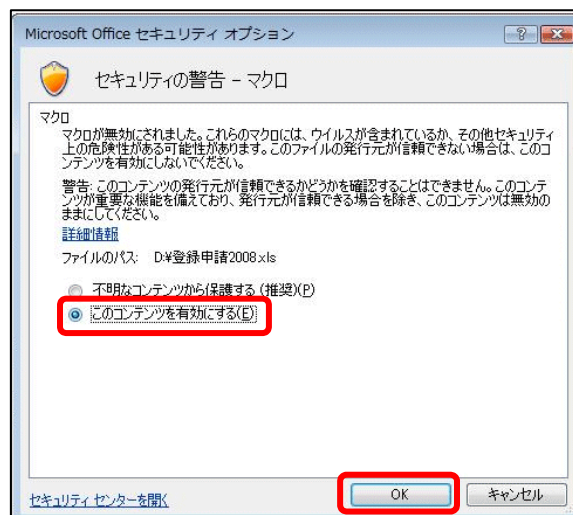 Microsoft Office セキュリティ オプション
セキュリティの警告 - マクロ
マクロ
マクロが無効にされました。これらのマクロには、ウイルスが含まれているか、その他セキュリティ
上の危険性がある可能性があります。このファイルの発行元が信頼できない場合は、このコ
ンテンツを有効にしないでください。
警告: このコンテンツの発行元が信頼できるかどうかを確認することはできません。このコンテ
ンツが重要な機能を備えており、発行元が信頼できる場合を除き、このコンテンツは無効の
ままにしてください。
詳細情報
ファイルのパス: D:¥登録申請2008.xls
不明なコンテンツから保護する (推奨)(P)
このコンテンツを有効にする(E)
セキュリティ センターを開く
OK
キャンセル